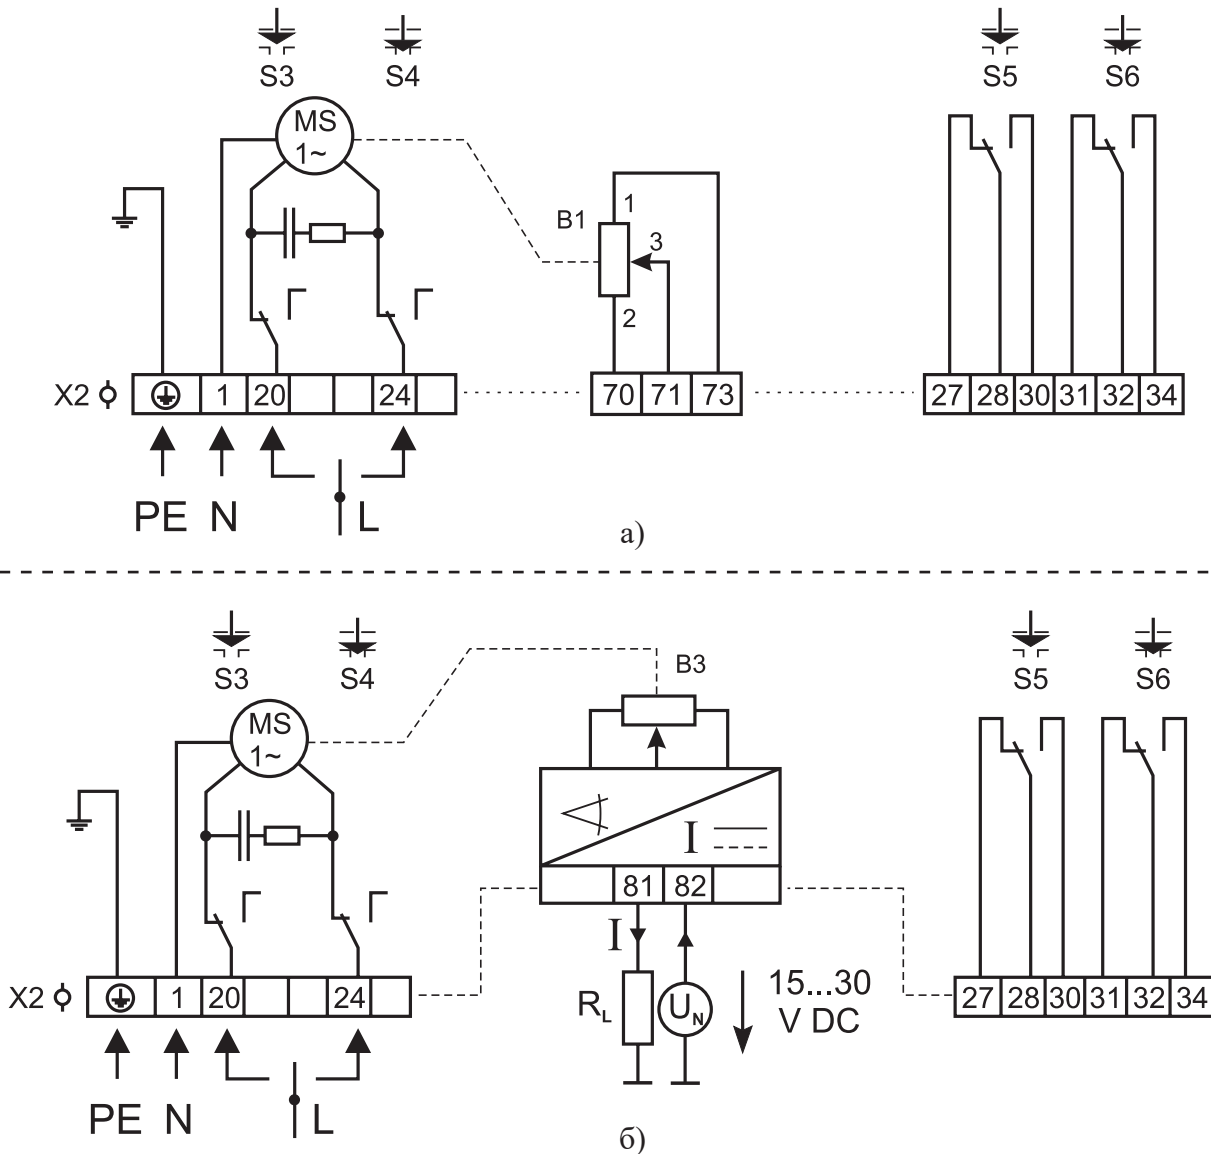 S3 S4 S5 S6
MS
1~
1
B1
3
2
X2 1 20 24 70 71 73 27 28 30 31 32 34
PE N L
а)
S3 S4 B3 S5 S6
MS
1~
I
81 82
I
X2 1 20 24 27 28 30 31 32 34
R_L U_N 15...30
V DC
PE N L
б)